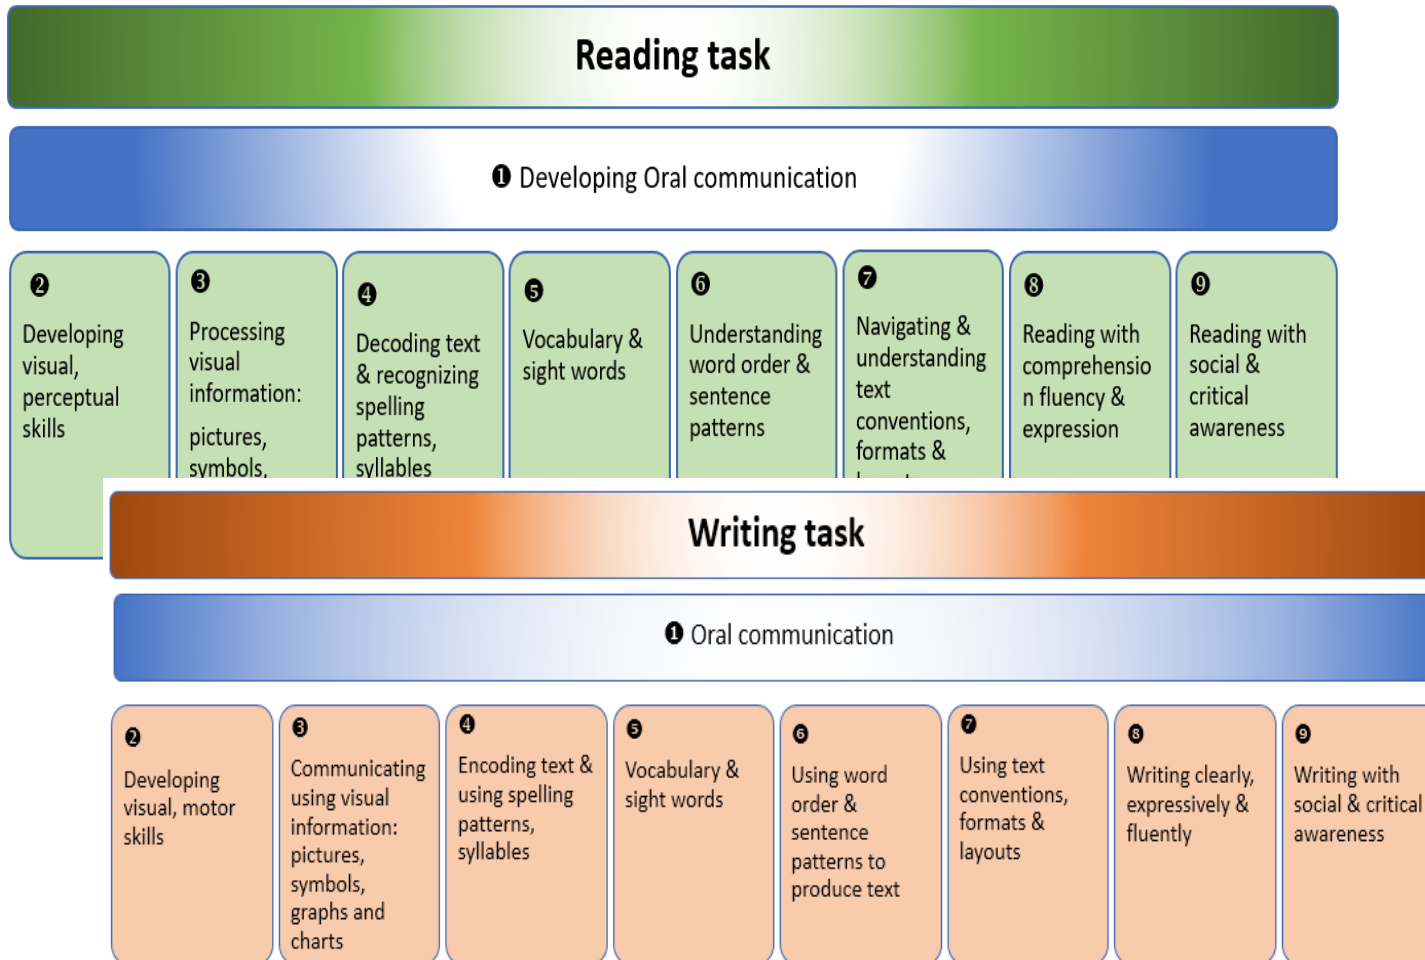 Reading task
❶ Developing Oral communication
❷
Developing
visual,
perceptual
skills
❸
Processing
visual
information:
pictures,
symbols,
❹
Decoding text
& recognizing
spelling
patterns,
syllables
❺
Vocabulary &
sight words
❻
Understanding
word order &
sentence
patterns
❼
Navigating &
understanding
text
conventions,
formats &
❽
Reading with
comprehensio
n fluency &
expression
❾
Reading with
social &
critical
awareness
Writing task
❶ Oral communication
❷
Developing
visual, motor
skills
❸
Communicating
using visual
information:
pictures,
symbols,
graphs and
charts
❹
Encoding text &
using spelling
patterns,
syllables
❺
Vocabulary &
sight words
❻
Using word
order &
sentence
patterns to
produce text
❼
Using text
conventions,
formats &
layouts
❽
Writing clearly,
expressively &
fluently
❾
Writing with
social & critical
awareness